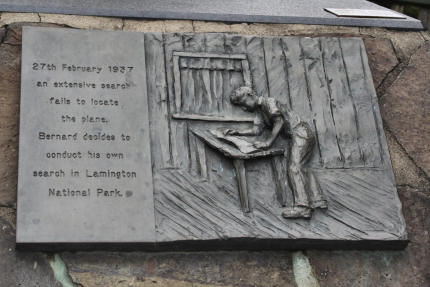 27th February 1937
an extensive search
fails to locate
the plane.
Bernard decides to
conduct his own
search in Lamington
National Park.